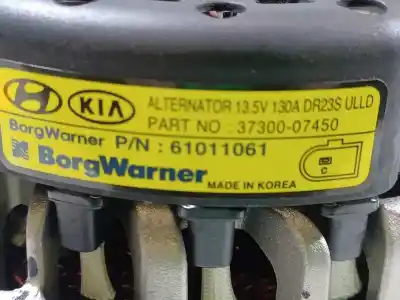 KIA ALTERNATOR 13.5V 130A DR23S ULLD
PART NO : 37300-07450
BorgWarner P/N : 61011061
BorgWarner
C
MADE IN KOREA